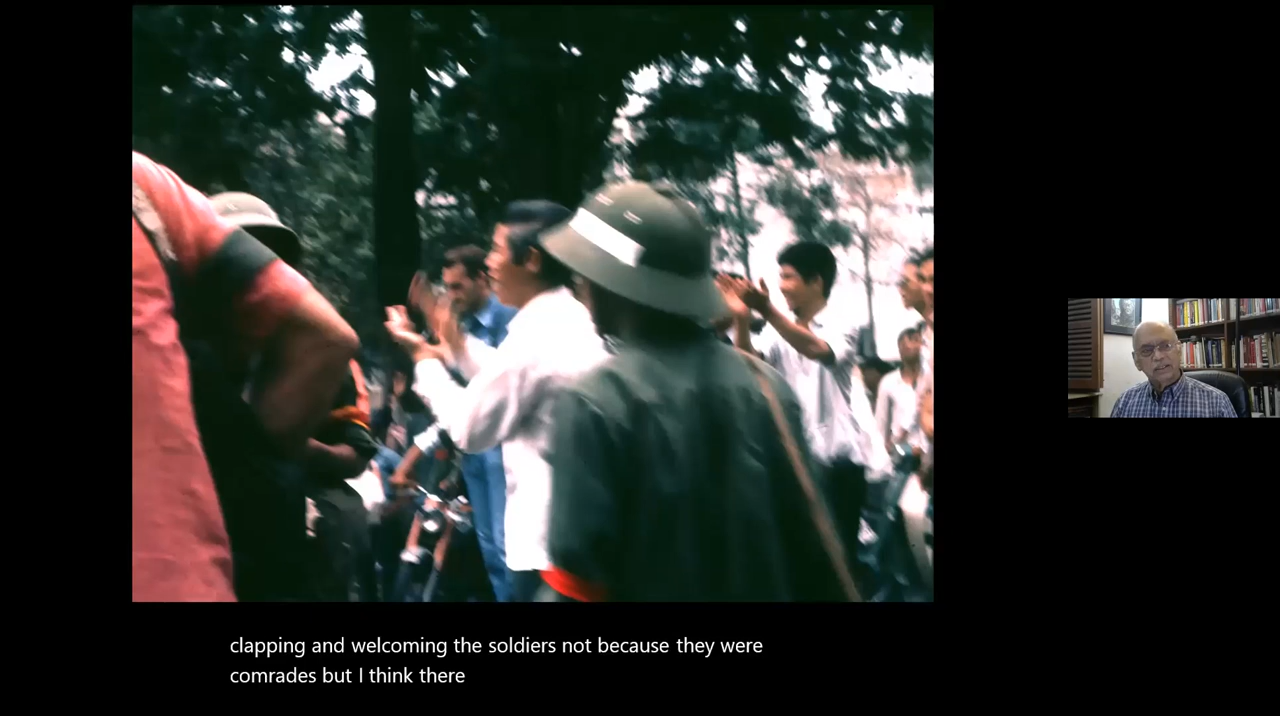 clapping and welcoming the soldiers not because they were
comrades but I think there